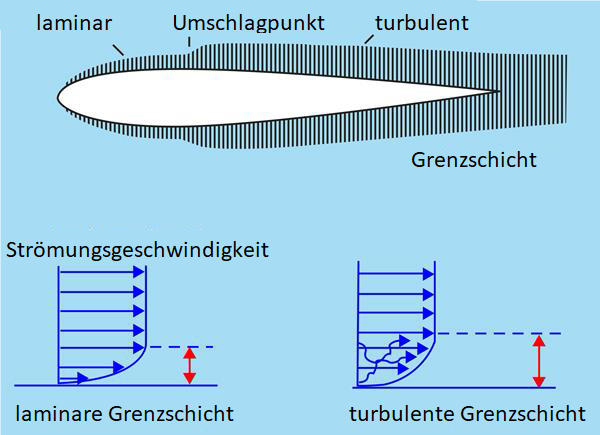 laminar
Umschlagpunkt
turbulent
Grenzschicht
Strömungsgeschwindigkeit
laminare Grenzschicht
turbulente Grenzschicht